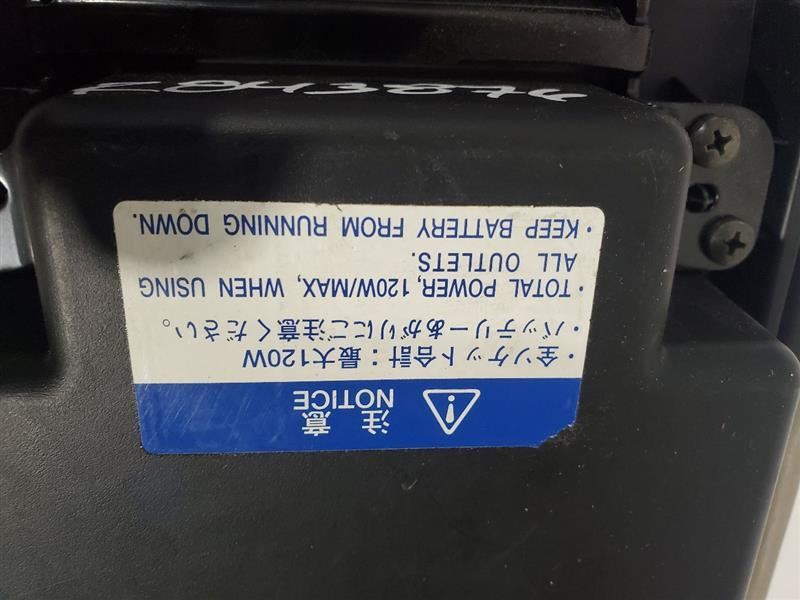 注 意
NOTICE
・全ソケット合計：最大120W
・バッテリーあがりにご注意ください。
・TOTAL POWER, 120W/MAX, WHEN USING
ALL OUTLETS.
・KEEP BATTERY FROM RUNNING DOWN.